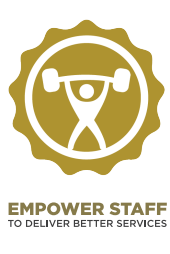 EMPOWER STAFF
TO DELIVER BETTER SERVICES